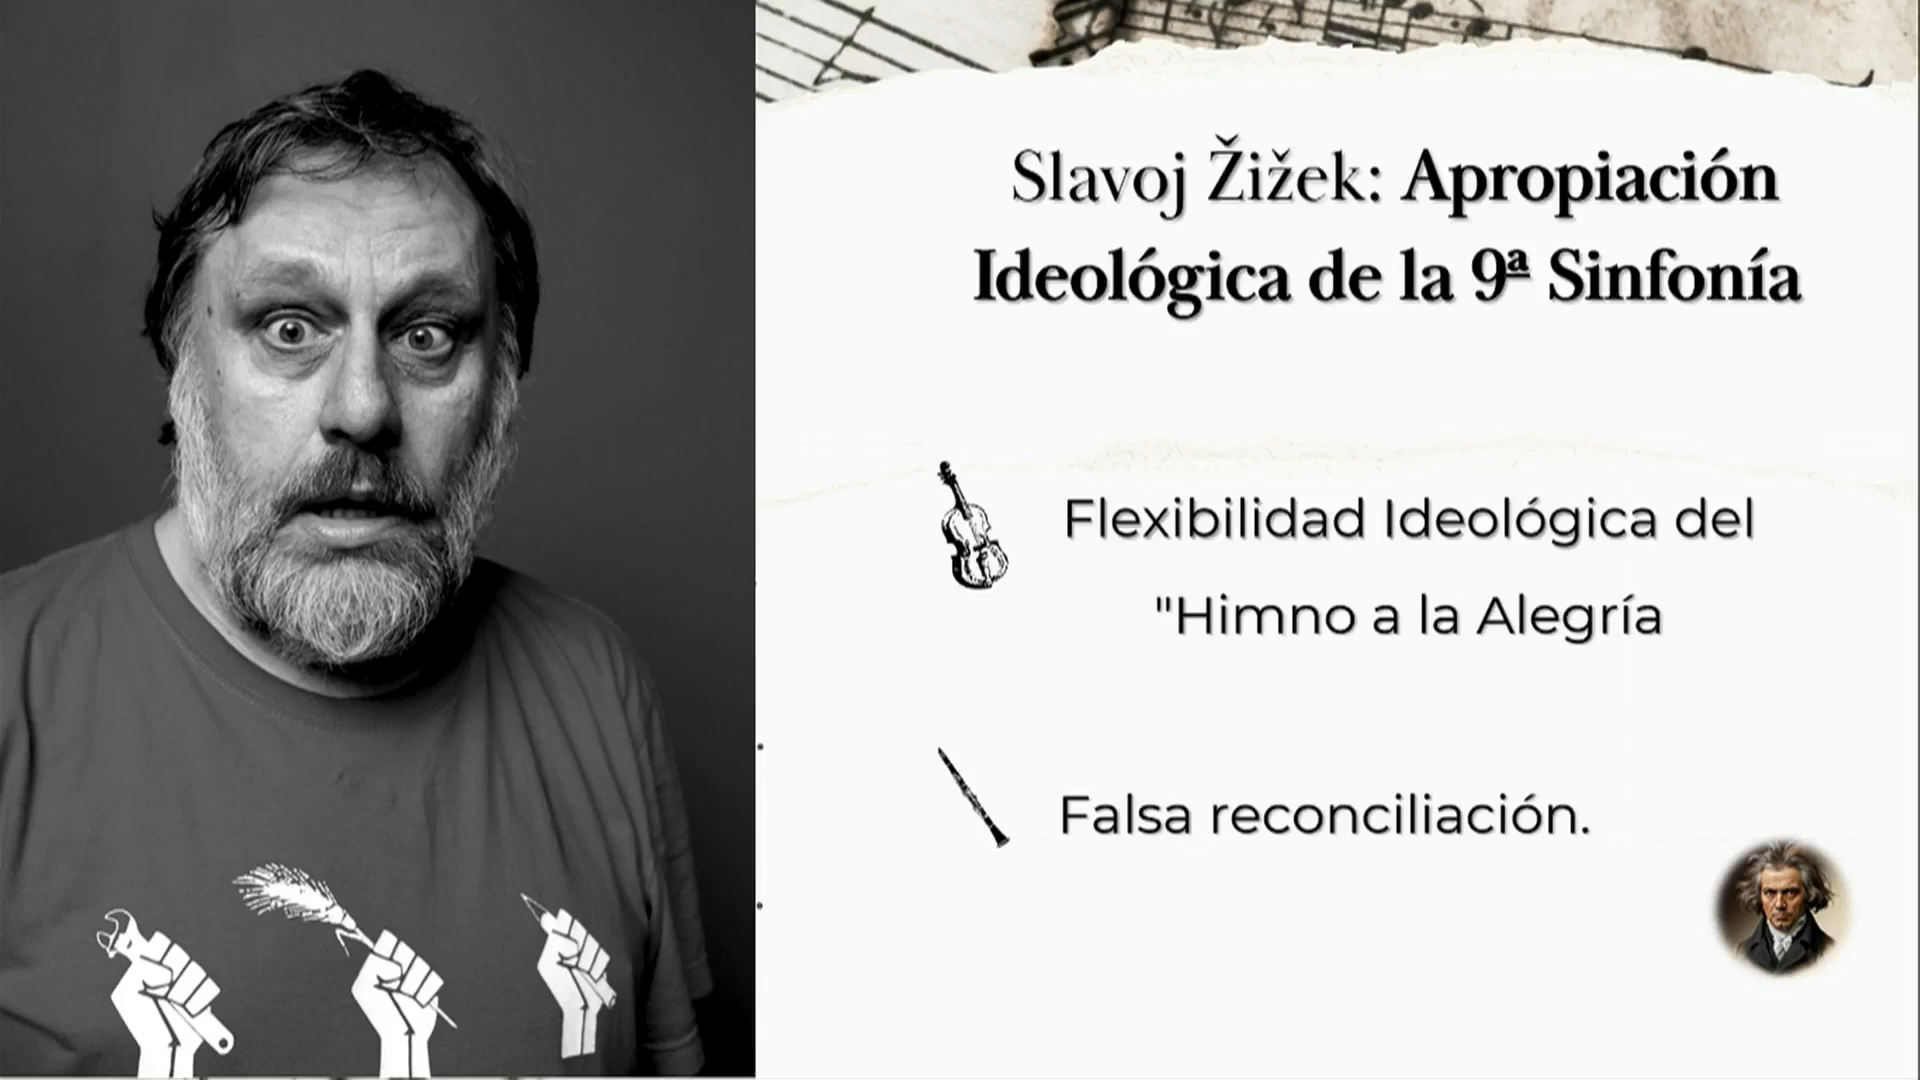 Slavoj Žižek: Apropiación
Ideológica de la 9ª Sinfonía
Flexibilidad Ideológica del
"Himno a la Alegría
Falsa reconciliación.